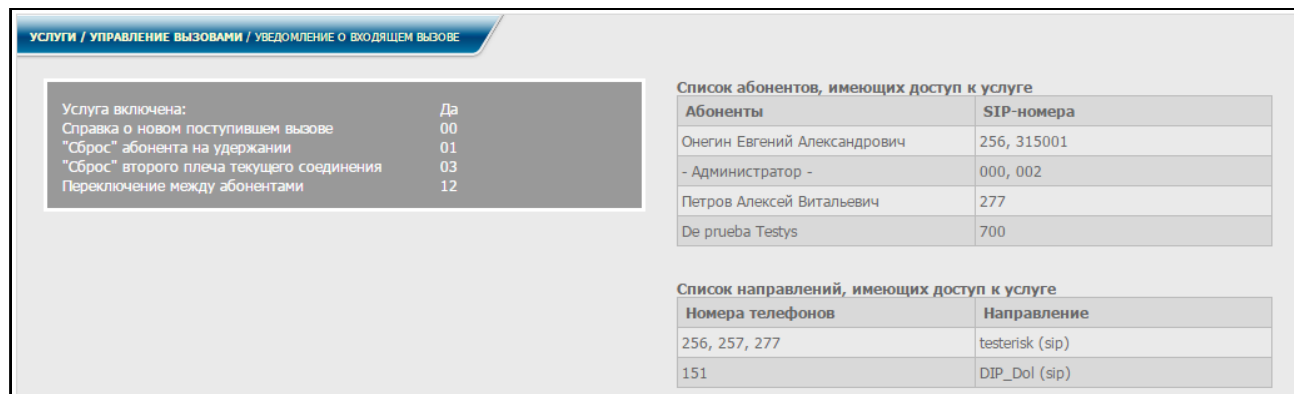 УСЛУГИ / УПРАВЛЕНИЕ ВЫЗОВАМИ / УВЕДОМЛЕНИЕ О ВХОДЯЩЕМ ВЫЗОВЕ
Услуга включена: Да
Справка о новом поступившем вызове 00
"Сброс" абонента на удержании 01
"Сброс" второго плеча текущего соединения 03
Переключение между абонентами 12
Список абонентов, имеющих доступ к услуге
Абоненты SIP-номера
Онегин Евгений Александрович 256, 315001
- Администратор - 000, 002
Петров Алексей Витальевич 277
De prueba Testys 700
Список направлений, имеющих доступ к услуге
Номера телефонов Направление
256, 257, 277 testerisk (sip)
151 DIP_Dol (sip)